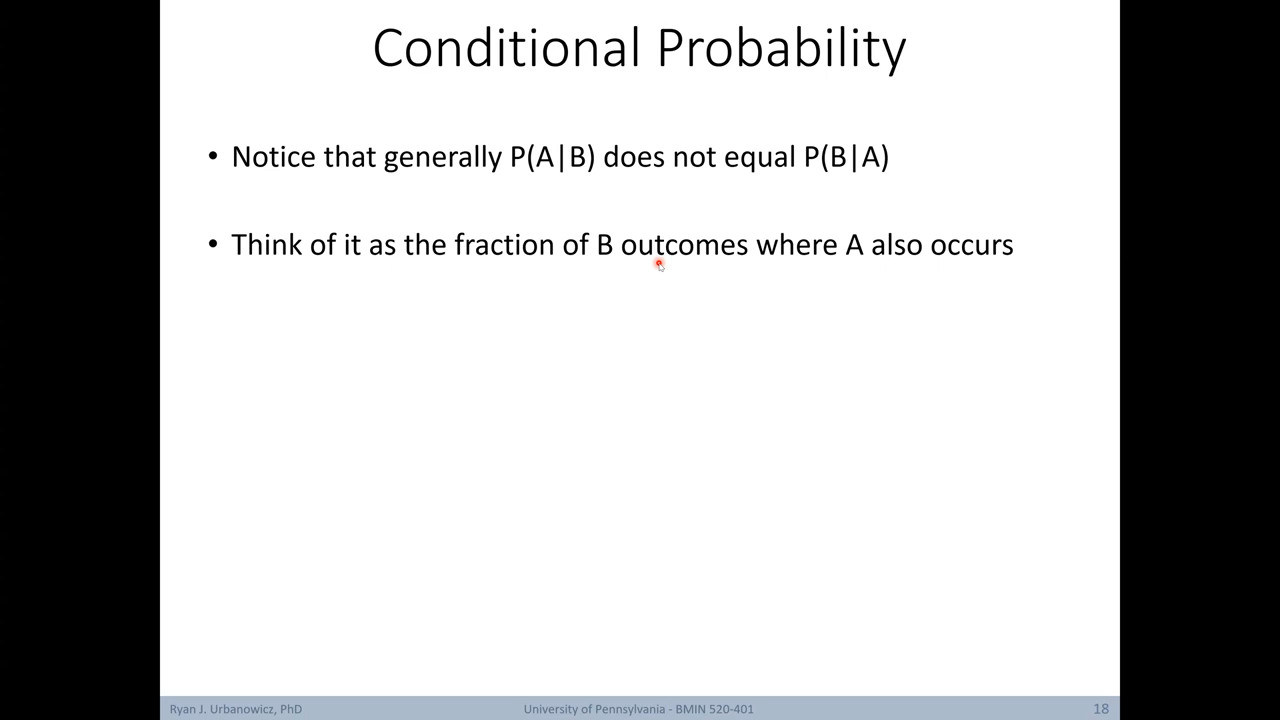 Conditional Probability
• Notice that generally P(A|B) does not equal P(B|A)
• Think of it as the fraction of B outcomes where A also occurs
Ryan J. Urbanowicz, PhD
University of Pennsylvania - BMIN 520-401
18